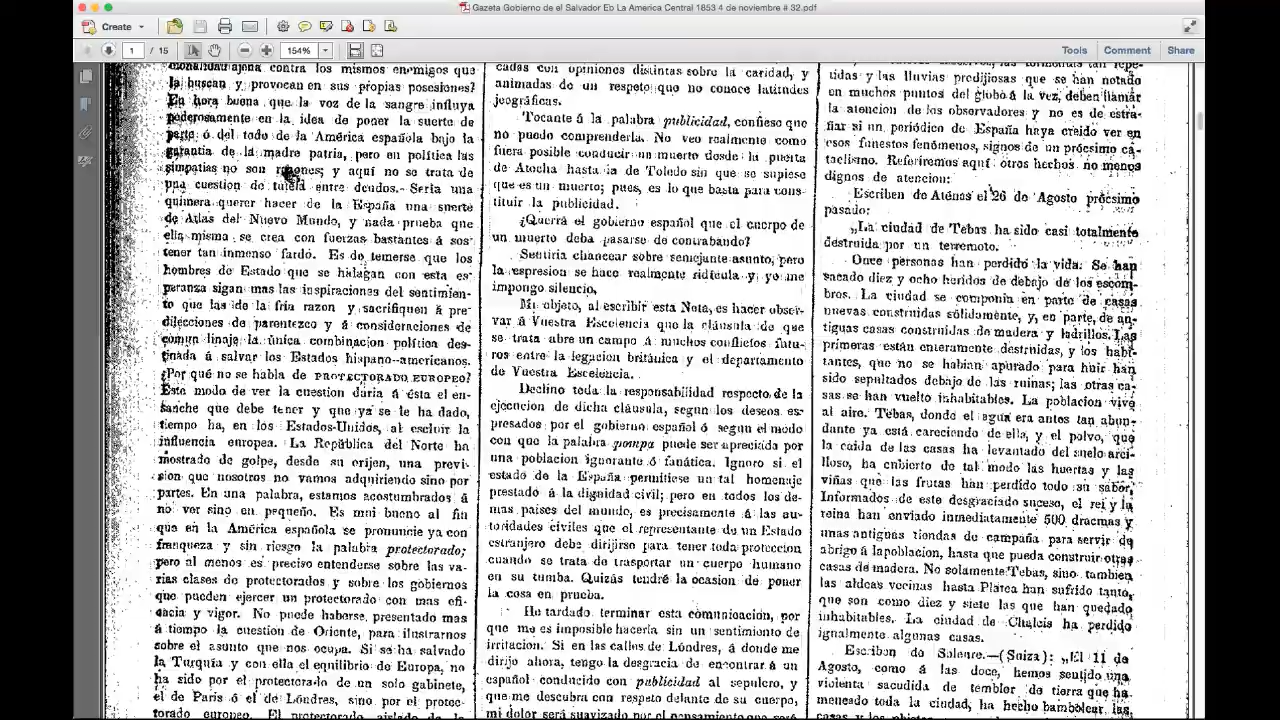 Gazeta Gobierno de el Salvador Eb La America Central 1853 4 de noviembre # 32.pdf
Create
1 / 15
154%
Tools Comment Share
ajena contra los mismos enemigos que
la buscan y provocan en sus propias posesiones?
En hora buena que la voz de la sangre influya
poderosamente en la idea de poner la suerte de
parte ó del todo de la América española bajo la
garantia de la madre patria, pero en política las
simpatias no son razones; y aquí no se trata de
una cuestion de tutela entre deudos.- Seria una
quimera querer hacer de la España una suerte
de Atlas del Nuevo Mundo, y nada prueba que
ella misma se crea con fuerzas bastantes á sos-
tener tan inmenso fardo. Es de temerse que los
hombres de Estado que se halagan con esta es-
peranza sigan mas las inspiraciones del sentimien-
to que las de la fria razon y sacrifiquen á pre-
dilecciones de parentezco y á consideraciones de
comun linaje la única combinacion política des-
tinada á salvar los Estados hispano-americanos.
¿Por qué no se habla de PROTECTORADO EUROPEO?
Este modo de ver la cuestion daria á ésta el en-
sanche que debe tener y que ya se le ha dado,
tiempo ha, en los Estados-Unidos, al escluir la
influencia europea. La República del Norte ha
mostrado de golpe, desde su orijen, una previ-
sion que nosotros no vamos adquiriendo sino por
partes. En una palabra, estamos acostumbrados á
no ver sino en pequeño. Es mui bueno al fin
que en la América española se pronuncie ya con
franqueza y sin riesgo la palabra protectorado;
pero al menos es preciso entenderse sobre las va-
rias clases de protectorados y sobre los gobiernos
que pueden ejercer un protectorado con mas efi-
cacia y vigor. No puede haberse presentado mas
á tiempo la cuestion de Oriente, para ilustrarnos
sobre el asunto que nos ocupa. Si se ha salvado
la Turquía y con ella el equilibrio de Europa, no
ha sido por el protectorado de un solo gabinete,
el de Paris ó el de Lóndres, sino por el protec-
torado europeo. El protectorado aislado de la
cadas con opiniones distintas sobre la caridad, y
animadas de un respeto que no conoce latitudes
jeográficas.
Tocante á la palabra publicidad, confieso que
no puedo comprenderla. No veo realmente como
fuera posible conducir un muerto desde la puerta
de Atocha hasta la de Toledo sin que se supiese
que es un muerto; pues, es lo que basta para cons-
tituir la publicidad.
¿Querrá el gobierno español que el cuerpo de
un muerto deba pasarse de contrabando?
Sentiria chancear sobre semejante asunto, pero
la espresion se hace realmente ridícula y yo me
impongo silencio.
Mi objeto, al escribir esta Nota, es hacer obser-
var á Vuestra Escelencia que la cláusula de que
se trata abre un campo á muchos conflictos futu-
ros entre la legacion británica y el departamento
de Vuestra Escelencia.
Declino toda la responsabilidad respecto de la
ejecucion de dicha cláusula, segun los deseos es-
presados por el gobierno español ó segun el modo
con que la palabra pompa puede ser apreciada por
una poblacion ignorante ó fanática. Ignoro si el
estado de la España permitiese un tal homenaje
prestado á la dignidad civil; pero en todos los de-
mas paises del mundo, es precisamente á las au-
toridades civiles que el representante de un Estado
estranjero debe dirijirse para tener toda proteccion
cuando se trata de trasportar un cuerpo humano
en su tumba. Quizás tendré la ocasion de poner
la cosa en prueba.
He tardado terminar esta comunicacion, por
que me es imposible hacerla sin un sentimiento de
irritacion. Si en las calles de Lóndres, á donde me
dirijo ahora, tengo la desgracia de encontrar á un
español conducido con publicidad al sepulcro, y
que me descubra con respeto delante de su cuerpo,
mi dolor será suavizado por el pensamiento que será
tidas y las lluvias predijiosas que se han notado
en muchos puntos del globo á la vez, deben llamar
la atencion de los observadores y no es de estra-
ñar si un periódico de España haya creido ver en
esos funestos fenómenos, signos de un prócsimo ca-
taclismo. Referiremos aquí otros hechos no menos
dignos de atencion:
Escriben de Aténas el 26 de Agosto prócsimo
pasado:
„La ciudad de Tebas ha sido casi totalmente
destruida por un terremoto.
Once personas han perdido la vida. Se han
sacado diez y ocho heridos de debajo de los escom-
bros. La ciudad se componia en parte de casas
nuevas construidas sólidamente, y, en parte, de an-
tiguas casas construidas de madera y ladrillos. Las
primeras están enteramente destruidas, y los habi-
tantes, que no se habian apurado para huir han
sido sepultados debajo de las ruinas; las otras ca-
sas se han vuelto inhabitables. La poblacion vive
al aire. Tebas, donde el agua era antes tan abun-
dante ya está careciendo de ella, y el polvo, que
la caida de las casas ha levantado del suelo arci-
lloso, ha cubierto de tal modo las huertas y las
viñas que las frutas han perdido todo su sabor.
Informados de este desgraciado suceso, el rei y la
reina han enviado inmediatamente 500 dracmas y
unas antiguas tiendas de campaña para servir de
abrigo á la poblacion, hasta que pueda construir otras
casas de madera. No solamente Tebas, sino tambien
las aldeas vecinas hasta Platea han sufrido tanto,
que son como diez y siete las que han quedado
inhabitables. La ciudad de Chalcis ha perdido
igualmente algunas casas.
Escriben de Soleure.—(Suiza): „El 11 de
Agosto, como á las doce, hemos sentido una
violenta sacudida de temblor de tierra que ha
meneado toda la ciudad, ha hecho bambolear las